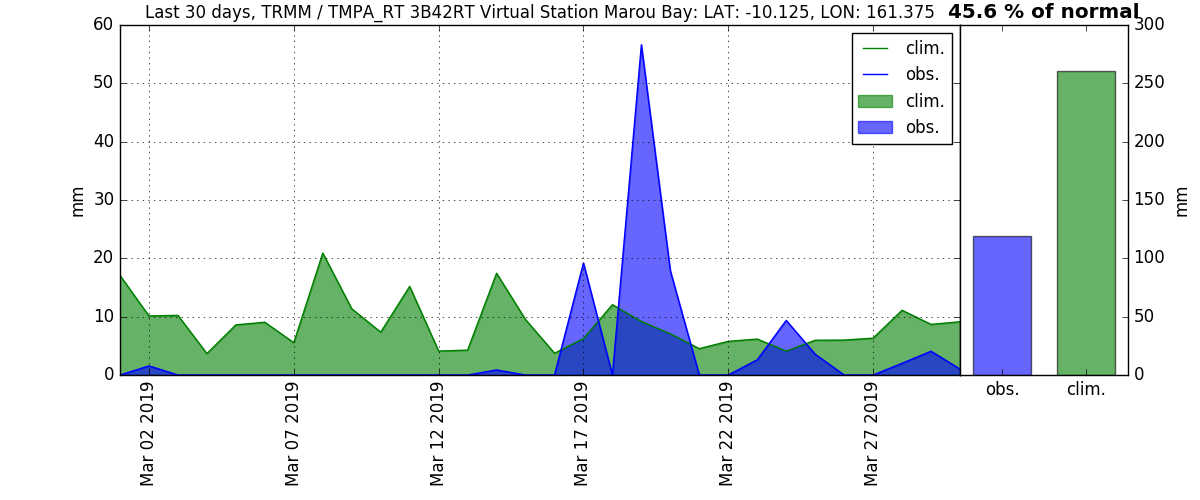 Last 30 days, TRMM / TMPA_RT 3B42RT Virtual Station Marou Bay: LAT: -10.125, LON: 161.375
45.6 % of normal
60
50
40
30
20
10
0
mm
clim.
obs.
clim.
obs.
Mar 02 2019
Mar 07 2019
Mar 12 2019
Mar 17 2019
Mar 22 2019
Mar 27 2019
300
250
200
150
100
50
0
mm
obs.
clim.